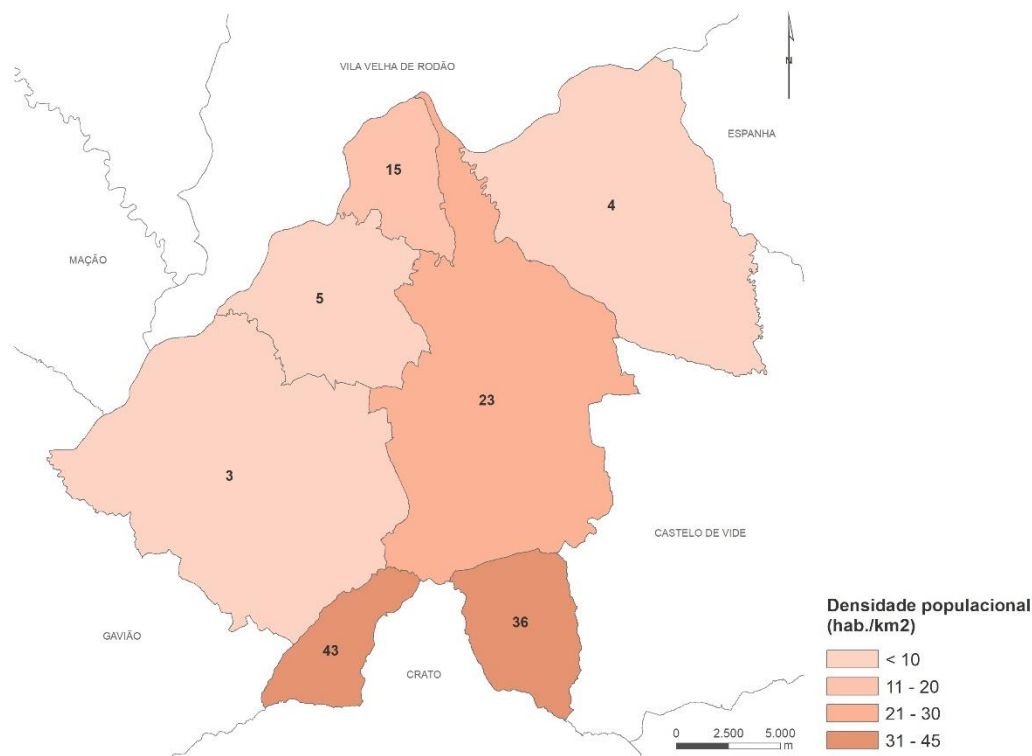 VILA VELHA DE RODÃO
N
ESPANHA
15
4
MAÇÃO
5
23
3
CASTELO DE VIDE
GAVIÃO
43
36
CRATO
Densidade populacional
(hab./km2)
< 10
11 - 20
21 - 30
31 - 45
0 2.500 5.000
m